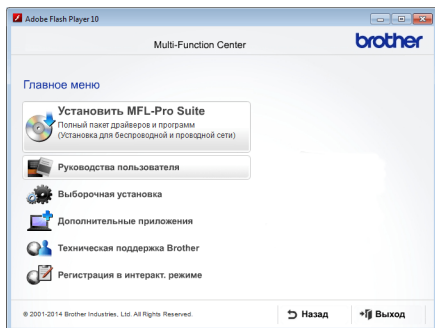 Adobe Flash Player 10
Multi-Function Center
brother
Главное меню
Установить MFL-Pro Suite
Полный пакет драйверов и программ
(Установка для беспроводной и проводной сети)
Руководства пользователя
Выборочная установка
Дополнительные приложения
Техническая поддержка Brother
Регистрация в интеракт. режиме
© 2001-2014 Brother Industries, Ltd. All Rights Reserved.
Назад
Выход